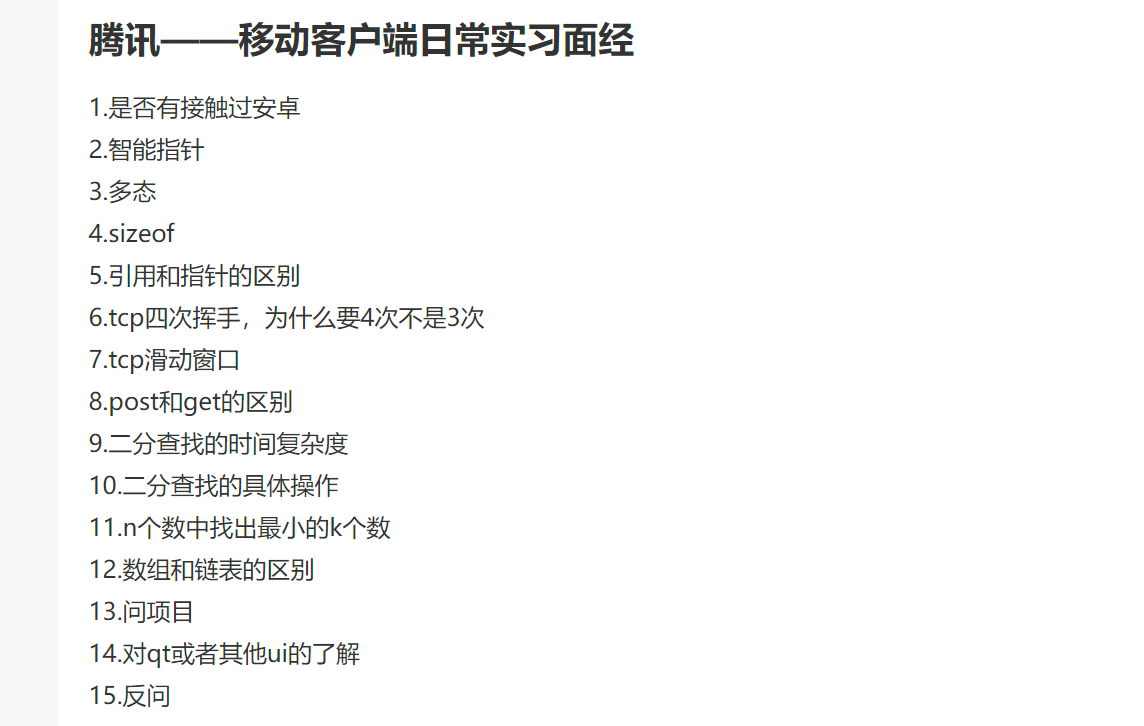 腾讯——移动客户端日常实习面经
1.是否有接触过安卓
2.智能指针
3.多态
4.sizeof
5.引用和指针的区别
6.tcp四次挥手，为什么要4次不是3次
7.tcp滑动窗口
8.post和get的区别
9.二分查找的时间复杂度
10.二分查找的具体操作
11.n个数中找出最小的k个数
12.数组和链表的区别
13.问项目
14.对qt或者其他ui的了解
15.反问